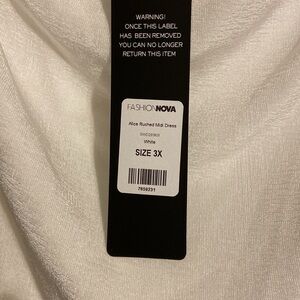 WARNING!
ONCE THIS LABEL
HAS BEEN REMOVED
YOU CAN NO LONGER
RETURN THIS ITEM
FASHIONNOVA
Alice Ruched Midi Dress
White
SIZE 3X
7659231